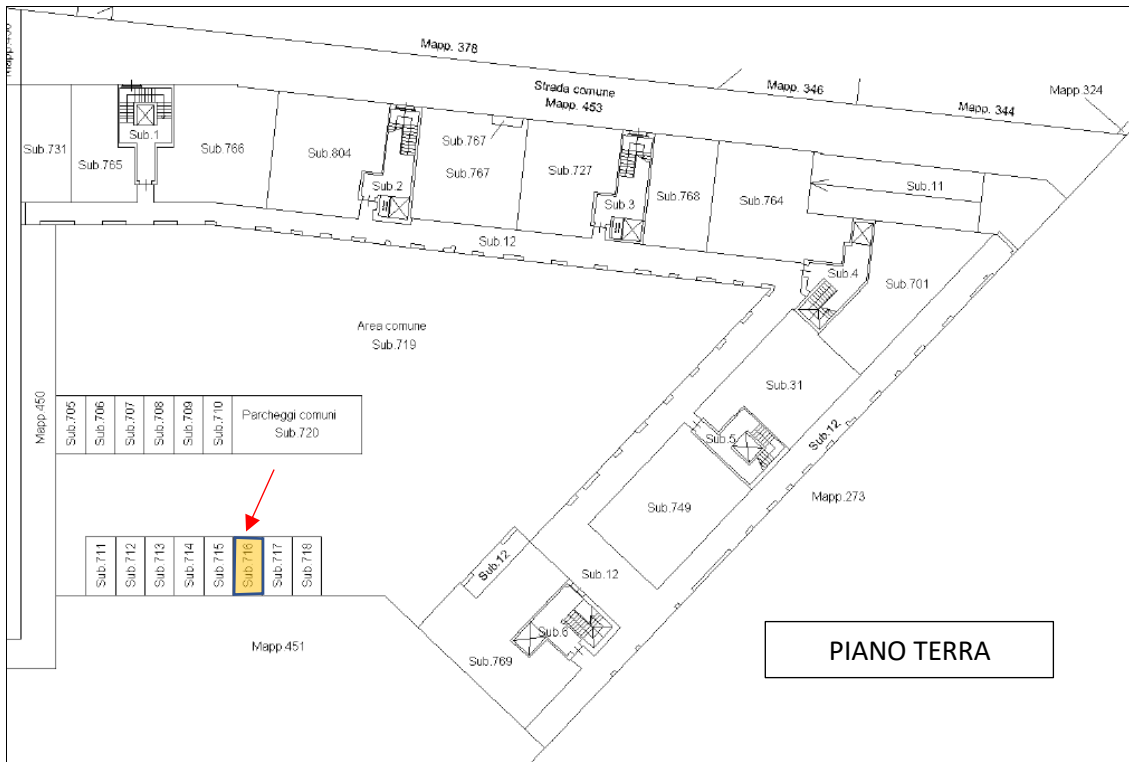 Mapp.450
Mapp. 378
Mapp. 346
Mapp 324
Strada comune
Mapp. 453
Mapp. 344
Sub.731
Sub.765
Sub.1
Sub.766
Sub.804
Sub.2
Sub.767
Sub.767
Sub.727
Sub.3
Sub.768
Sub.764
Sub.11
Sub.12
Sub.4
Sub.701
Area comune
Sub.719
Sub.31
Mapp.450
Sub.705
Sub.706
Sub.707
Sub.708
Sub.709
Sub.710
Parcheggi comuni
Sub.720
Sub.5
Sub.12
Mapp.273
Sub.749
Sub.711
Sub.712
Sub.713
Sub.714
Sub.715
Sub.716
Sub.717
Sub.718
Sub.12
Sub.12
Sub.6
Mapp.451
Sub.769
PIANO TERRA